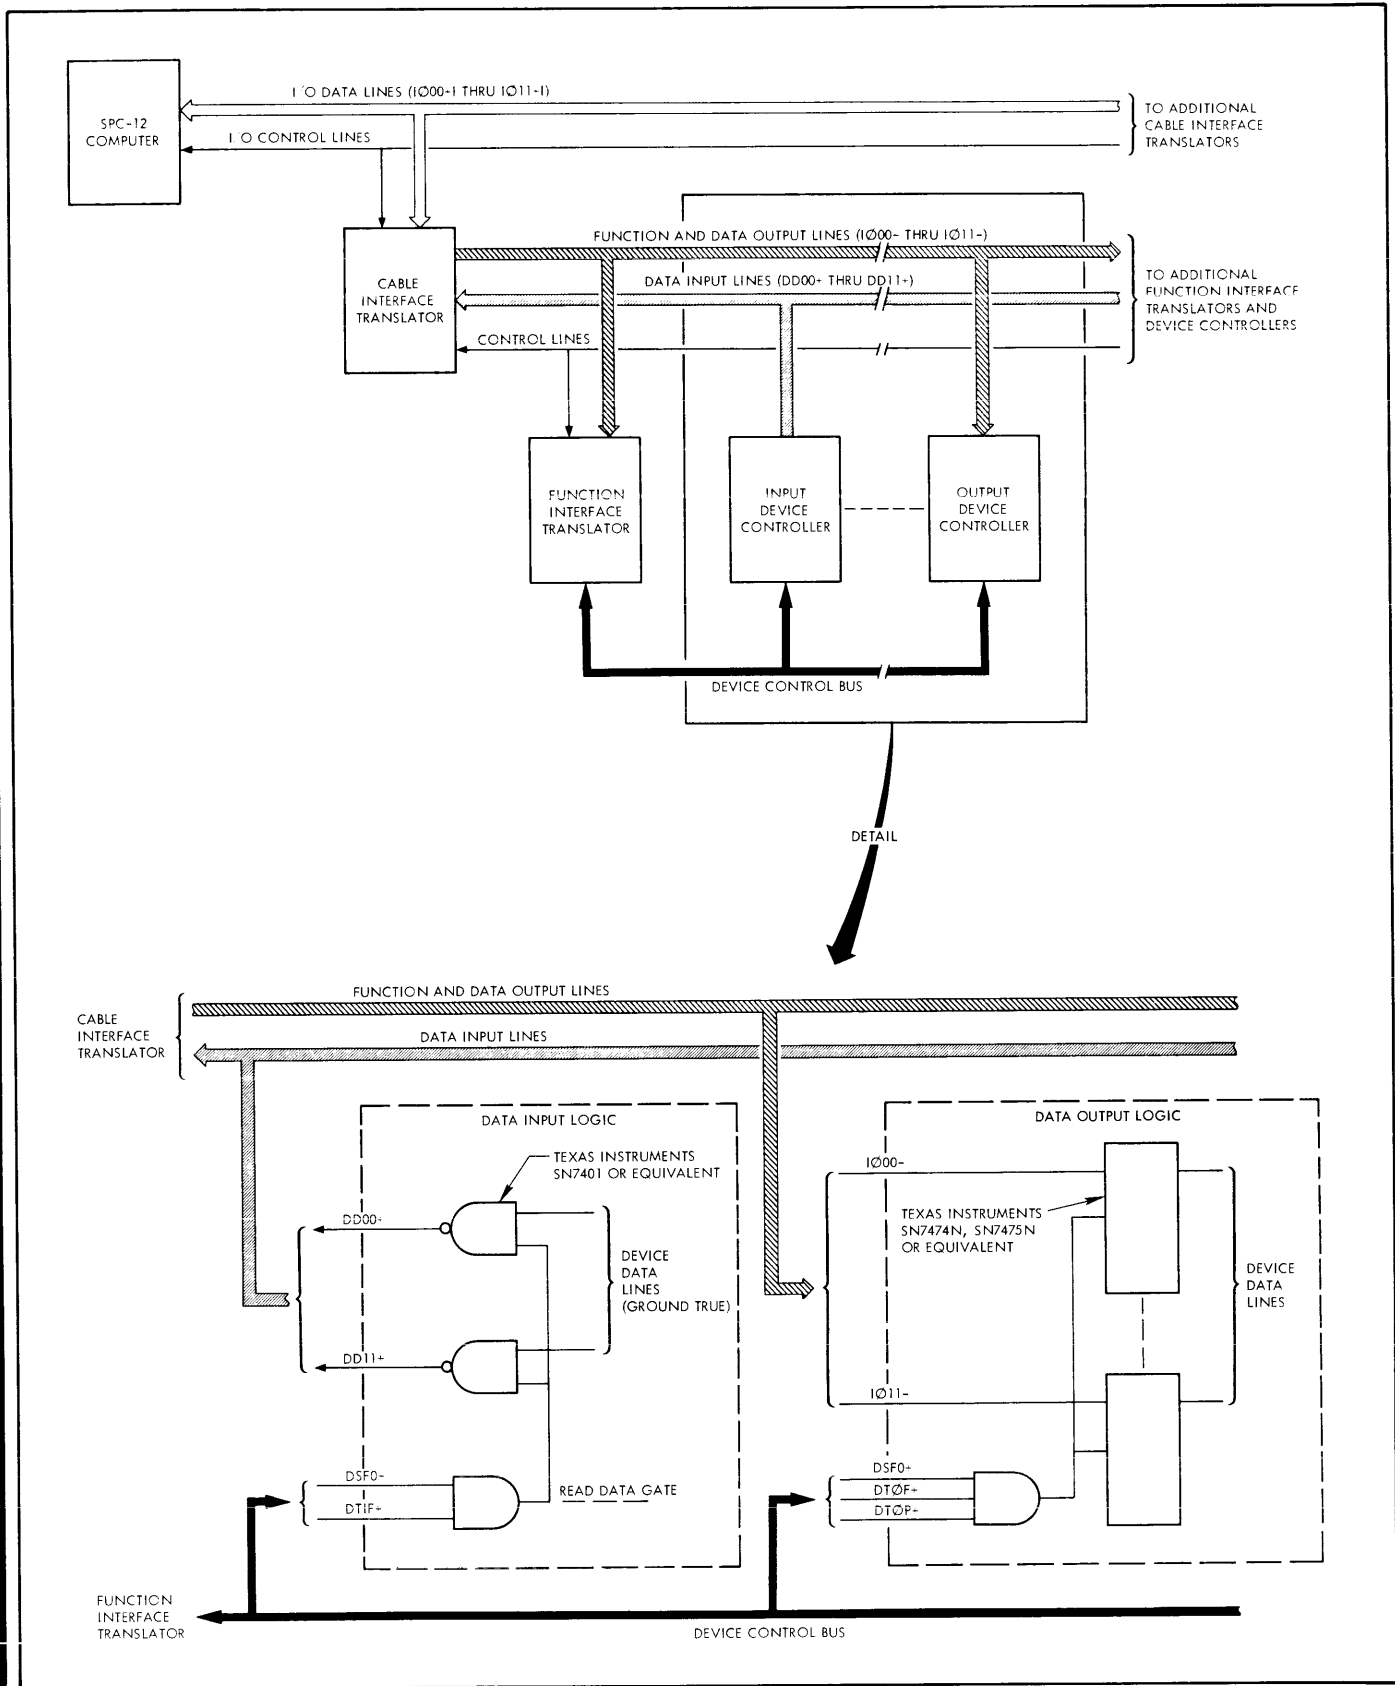 I/O DATA LINES (IØ00-I THRU IØ11-I)
SPC-12
COMPUTER
I/O CONTROL LINES
TO ADDITIONAL
CABLE INTERFACE
TRANSLATORS
FUNCTION AND DATA OUTPUT LINES (IØ00- THRU IØ11-)
CABLE
INTERFACE
TRANSLATOR
DATA INPUT LINES (DD00+ THRU DD11+)
CONTROL LINES
TO ADDITIONAL
FUNCTION INTERFACE
TRANSLATORS AND
DEVICE CONTROLLERS
FUNCTION
INTERFACE
TRANSLATOR
INPUT
DEVICE
CONTROLLER
OUTPUT
DEVICE
CONTROLLER
DEVICE CONTROL BUS
DETAIL
FUNCTION AND DATA OUTPUT LINES
CABLE
INTERFACE
TRANSLATOR
DATA INPUT LINES
DATA INPUT LOGIC
TEXAS INSTRUMENTS
SN7401 OR EQUIVALENT
DD00+
DEVICE
DATA
LINES
(GROUND TRUE)
DD11+
DSF0-
DTIF+
READ DATA GATE
DATA OUTPUT LOGIC
IØ00-
TEXAS INSTRUMENTS
SN7474N, SN7475N
OR EQUIVALENT
DEVICE
DATA
LINES
IØ11-
DSF0+
DTØF+
DTØP+
FUNCTION
INTERFACE
TRANSLATOR
DEVICE CONTROL BUS